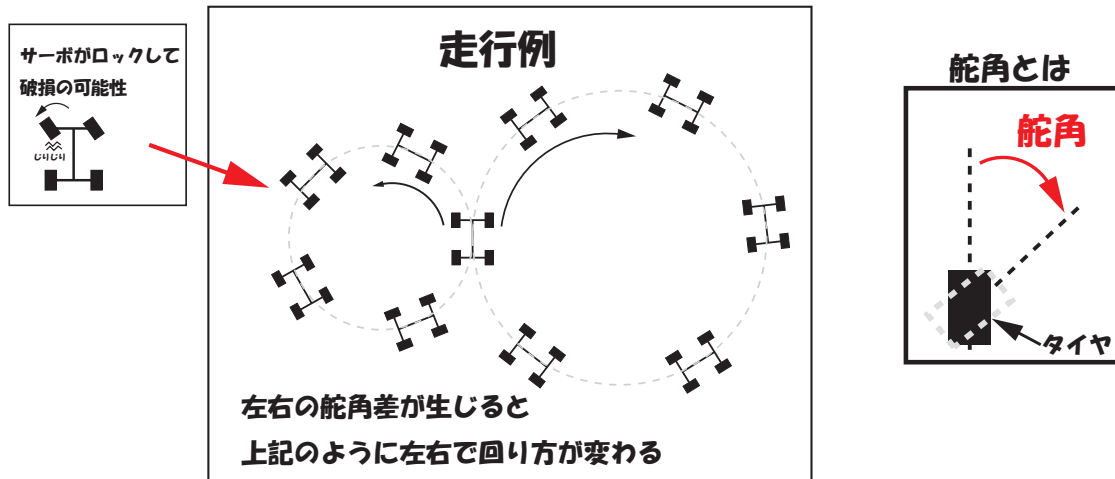 サーボがロックして
破損の可能性
じりじり
走行例
左右の舵角差が生じると
上記のように左右で回り方が変わる
舵角とは
舵角
タイヤ